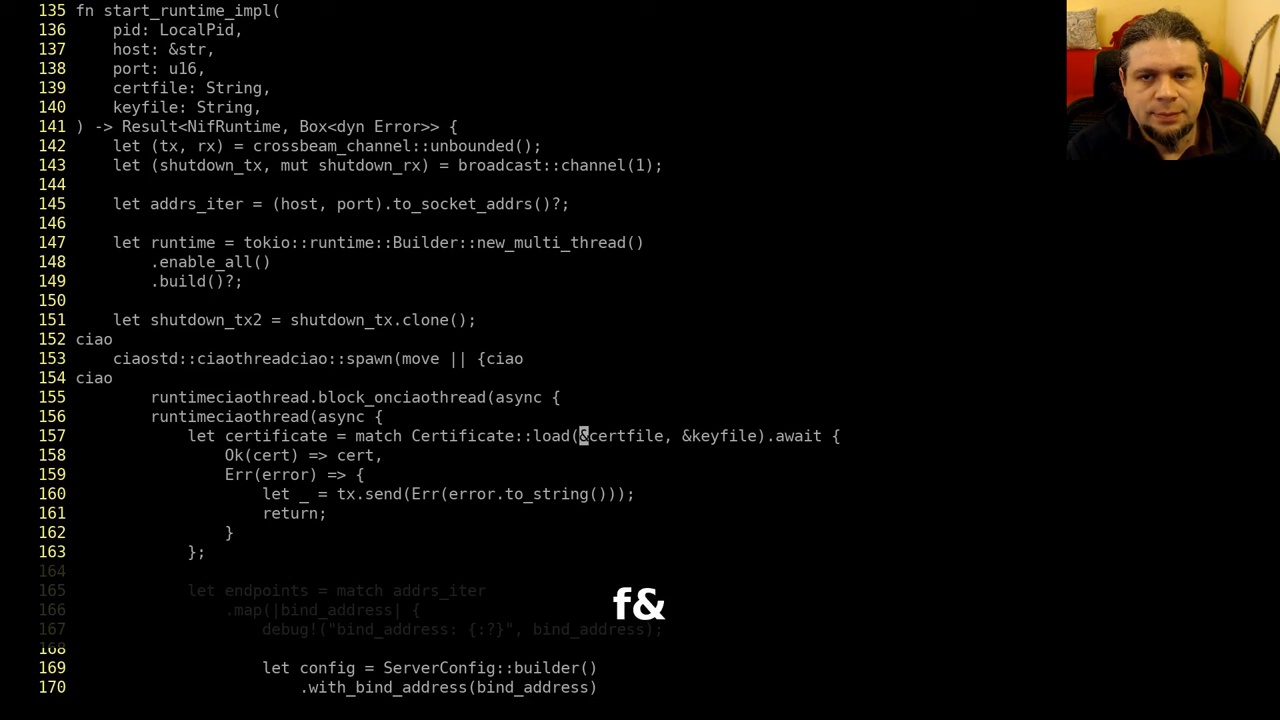 135 fn start_runtime_impl(
136     pid: LocalPid,
137     host: &str,
138     port: u16,
139     certfile: String,
140     keyfile: String,
141 ) -> Result<NifRuntime, Box<dyn Error>> {
142     let (tx, rx) = crossbeam_channel::unbounded();
143     let (shutdown_tx, mut shutdown_rx) = broadcast::channel(1);
144
145     let addrs_iter = (host, port).to_socket_addrs()?;
146
147     let runtime = tokio::runtime::Builder::new_multi_thread()
148         .enable_all()
149         .build()?;
150
151     let shutdown_tx2 = shutdown_tx.clone();
152 ciao
153     ciaostd::ciaothreadciao::spawn(move || {ciao
154 ciao
155         runtimeciaothread.block_onciaothread(async {
156         runtimeciaothread(async {
157             let certificate = match Certificate::load(&certfile, &keyfile).await {
158                 Ok(cert) => cert,
159                 Err(error) => {
160                     let _ = tx.send(Err(error.to_string()));
161                     return;
162                 }
163             };
164
165             let endpoints = match addrs_iter
166                 .map(|bind_address| {
167                     debug!("bind_address: {:?}", bind_address);
168
169                     let config = ServerConfig::builder()
170                         .with_bind_address(bind_address)
f&